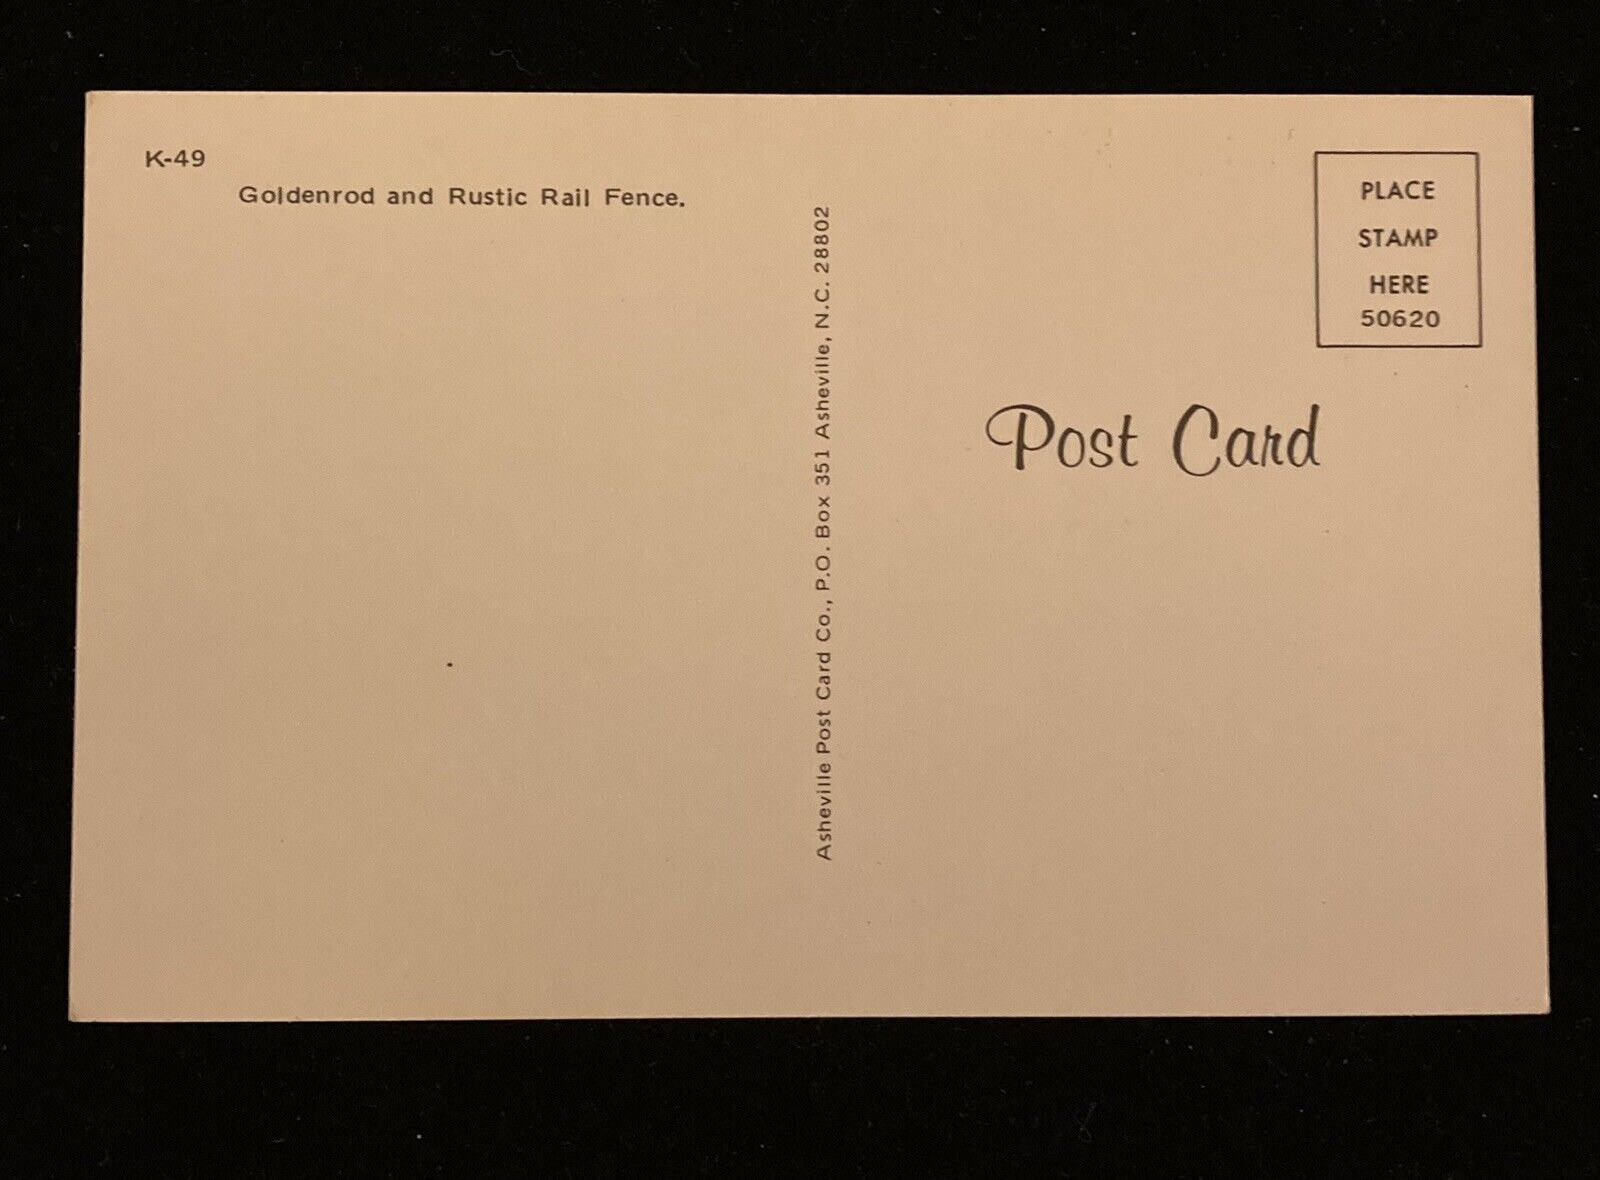 K-49
Goldenrod and Rustic Rail Fence.
Asheville Post Card Co., P.O. Box 351 Asheville, N.C. 28802
PLACE
STAMP
HERE
50620
Post Card